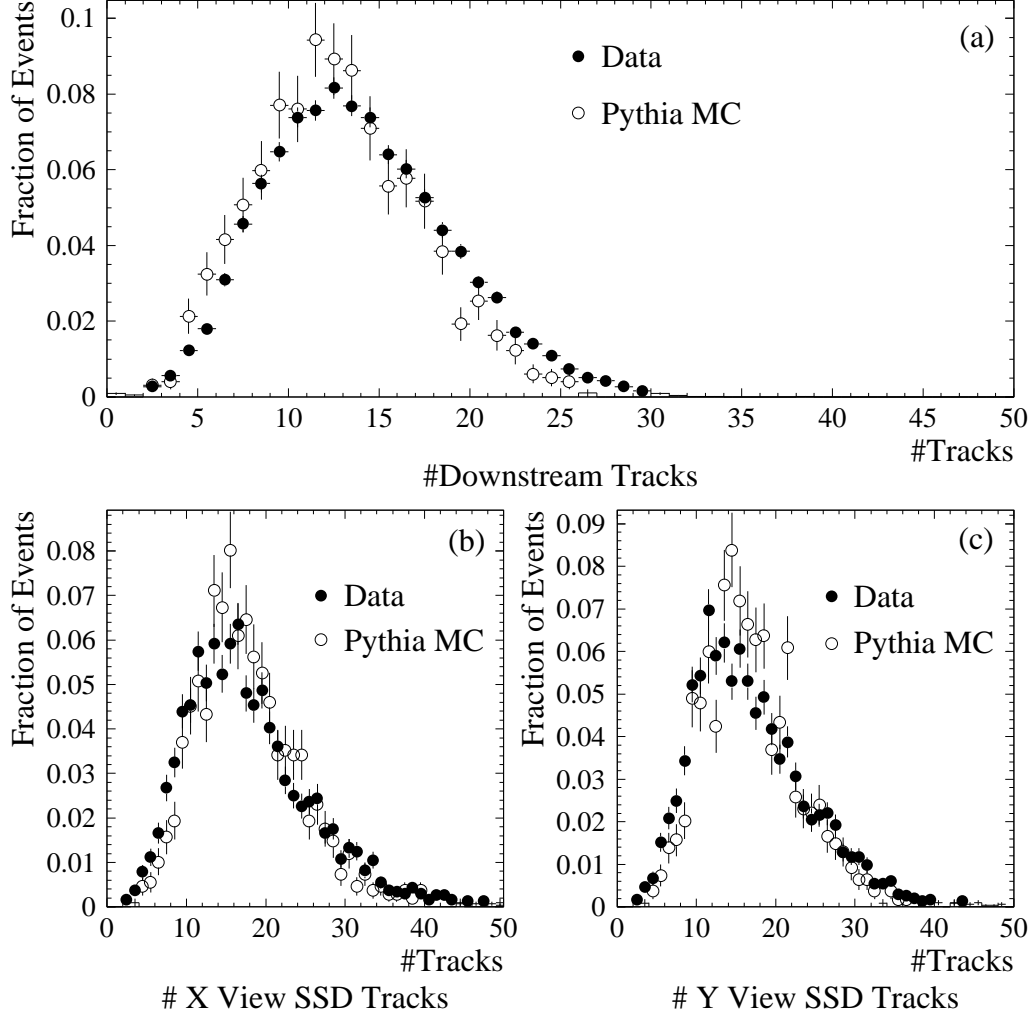 Fraction of Events
0.1
0.08
0.06
0.04
0.02
0
(a)
Data
Pythia MC
0 5 10 15 20 25 30 35 40 45 50
#Tracks
#Downstream Tracks
Fraction of Events
0.08
0.07
0.06
0.05
0.04
0.03
0.02
0.01
0
(b)
Data
Pythia MC
0 10 20 30 40 50
#Tracks
# X View SSD Tracks
Fraction of Events
0.09
0.08
0.07
0.06
0.05
0.04
0.03
0.02
0.01
0
(c)
Data
Pythia MC
0 10 20 30 40 50
#Tracks
# Y View SSD Tracks